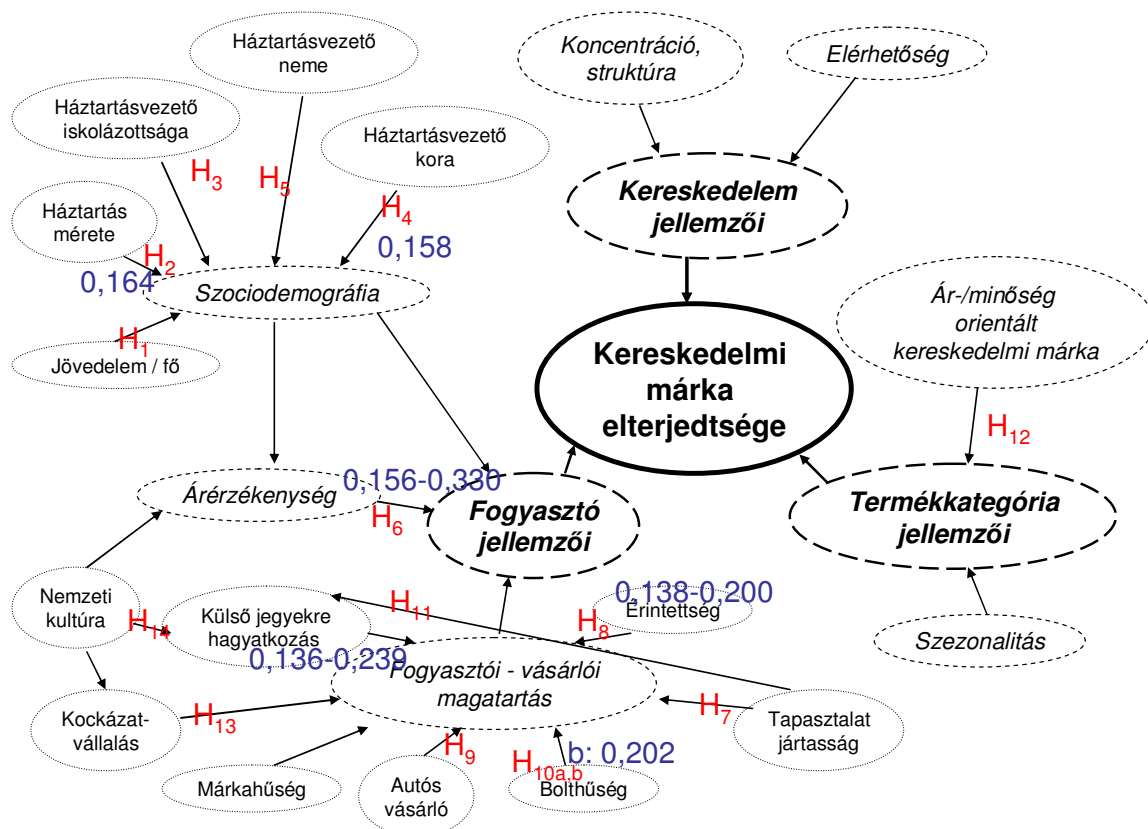 Háztartásvezető
neme
Koncentráció,
struktúra
Elérhetőség
Háztartásvezető
iskolázottsága
Háztartásvezető
kora
H3
H5
H4
0,158
Kereskedelem
jellemzői
Háztartás
mérete
H2
0,164
Szociodemográfia
H1
Jövedelem / fő
Ár-/minőség
orientált
kereskedelmi márka
Kereskedelmi
márka
elterjedtsége
H12
0,156-0,330
Árérzékenység
H6
Fogyasztó
jellemzői
Termékkategória
jellemzői
Nemzeti
kultúra
H14
Külső jegyekre
hagyatkozás
H11
0,138-0,200
Érintettség
H8
Szezonalitás
0,136-0,239
Fogyasztói - vásárlói
magatartás
Kockázat-
vállalás
H13
H7
Tapasztalat
jártasság
H9
H10a,b
b: 0,202
Márkahűség
Autós
vásárló
Bolthűség